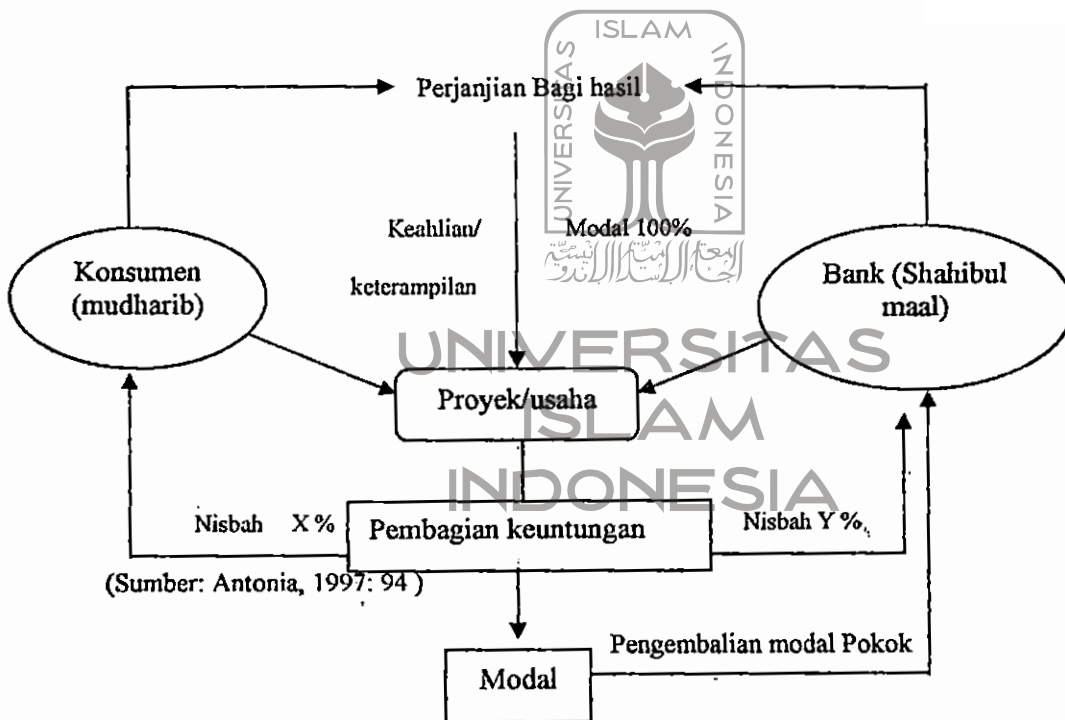 ISLAM
UNIVERSITAS
INDONESIA
Perjanjian Bagi hasil
Keahlian/
keterampilan
Modal 100%
Konsumen
(mudharib)
Bank (Shahibul
maal)
UNIVERSITAS
ISLAM
INDONESIA
Proyek/usaha
Nisbah X %
Pembagian keuntungan
Nisbah Y %
(Sumber: Antonia, 1997: 94 )
Pengembalian modal Pokok
Modal